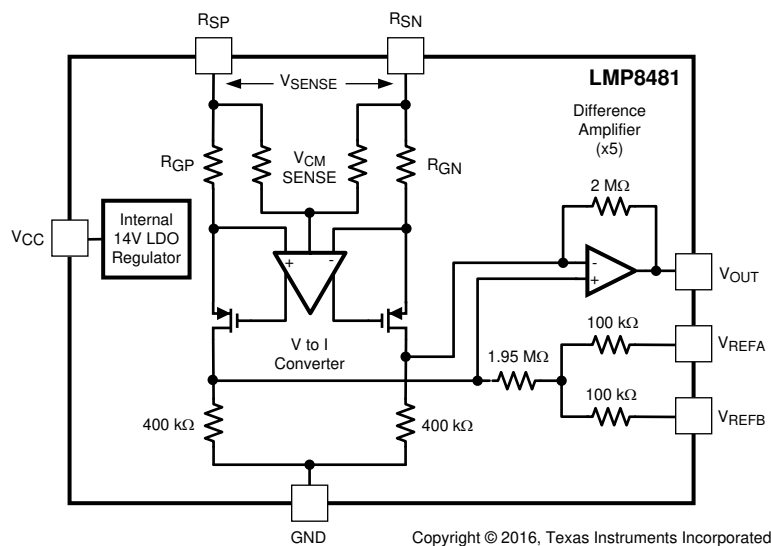 RSP
RSN
VSENSE
LMP8481
Difference
Amplifier
(x5)
RGP
VCM
SENSE
RGN
2 MΩ
VCC
Internal
14V LDO
Regulator
+
-
-
+
VOUT
V to I
Converter
1.95 MΩ
100 kΩ
VREFA
100 kΩ
VREFB
400 kΩ
400 kΩ
GND
Copyright © 2016, Texas Instruments Incorporated